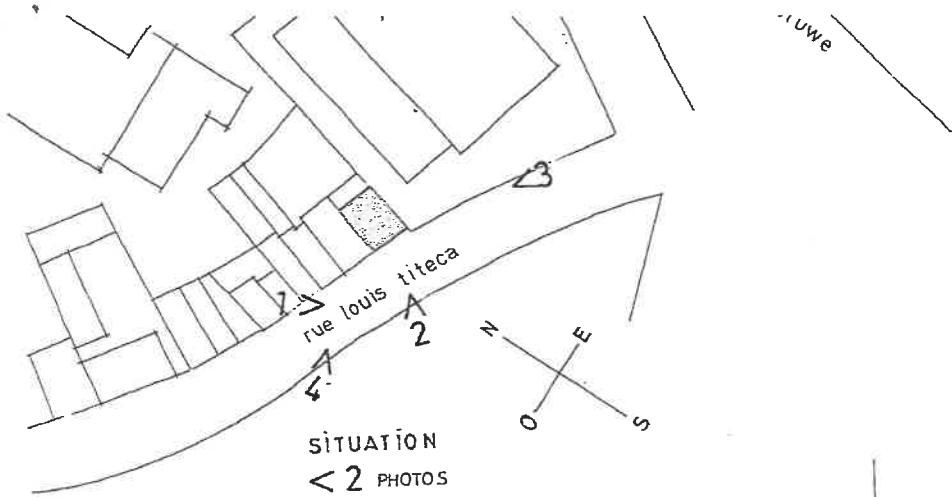 ruwe
<3
1 >
rue louis titeca
2
4
N
E
O
S
SITUATION
< 2 PHOTOS